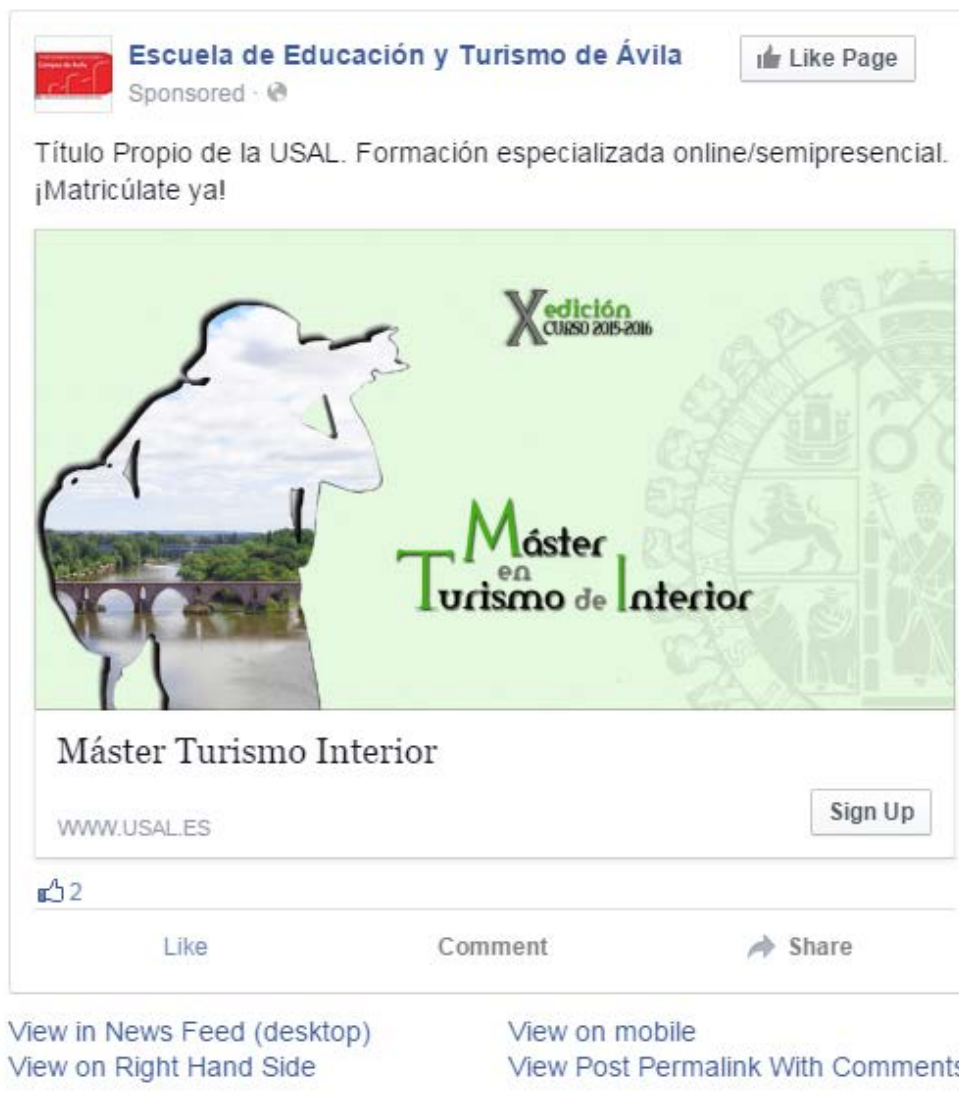 Escuela de Educación y Turismo de Ávila
Like Page
Sponsored ·
Título Propio de la USAL. Formación especializada online/semipresencial.
¡Matricúlate ya!
X edición
CURSO 2015-2016
Máster
en
Turismo de Interior
Máster Turismo Interior
WWW.USAL.ES
Sign Up
2
Like Comment Share
View in News Feed (desktop) View on mobile
View on Right Hand Side View Post Permalink With Comments